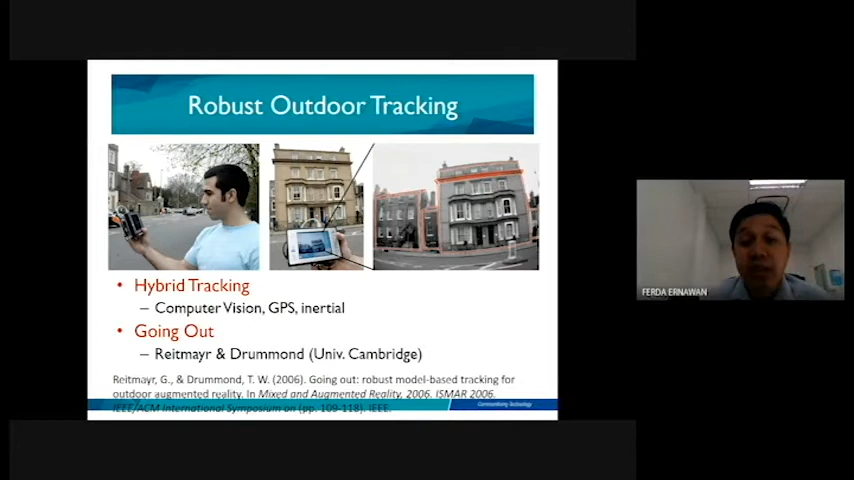 Robust Outdoor Tracking
• Hybrid Tracking
– Computer Vision, GPS, inertial
• Going Out
– Reitmayr & Drummond (Univ. Cambridge)
Reitmayr, G., & Drummond, T. W. (2006). Going out: robust model-based tracking for
outdoor augmented reality. In Mixed and Augmented Reality, 2006. ISMAR 2006.
IEEE/ACM International Symposium on (pp. 109-118). IEEE.
Communitising Technology
FERDA ERNAWAN